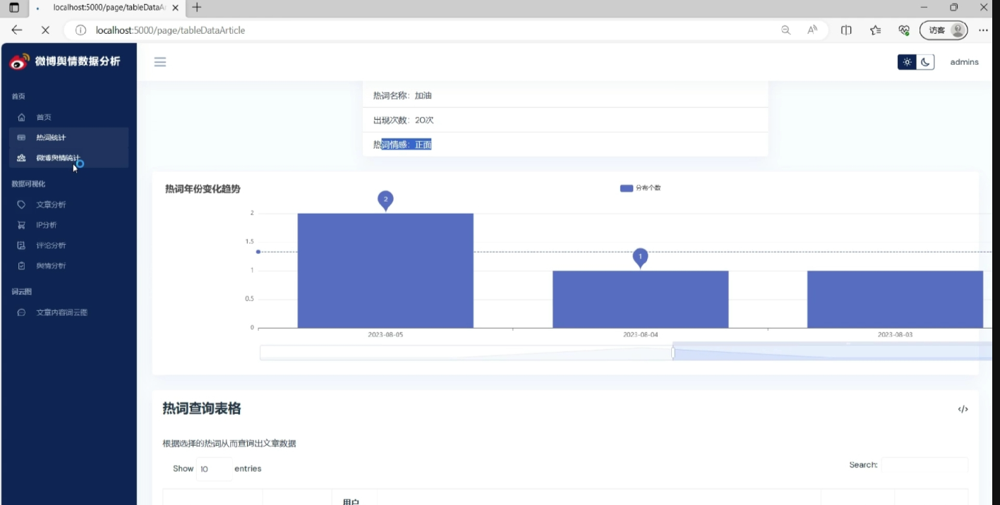 localhost:5000/page/tableDataA
localhost:5000/page/tableDataArticle
访客
微博舆情数据分析
admins
首页
首页
热词统计
微博舆情统计
数据可视化
文章分析
IP分析
评论分析
舆情分析
词云图
文章内容词云图
热词名称：加油
出现次数：20次
热词情感：正面
热词年份变化趋势
分布个数
2
1
2
1.5
1
0.5
0
2023-08-05
2023-08-04
2023-08-03
热词查询表格
</>
根据选择的热词从而查询出文章数据
Show 10 entries
Search:
用户